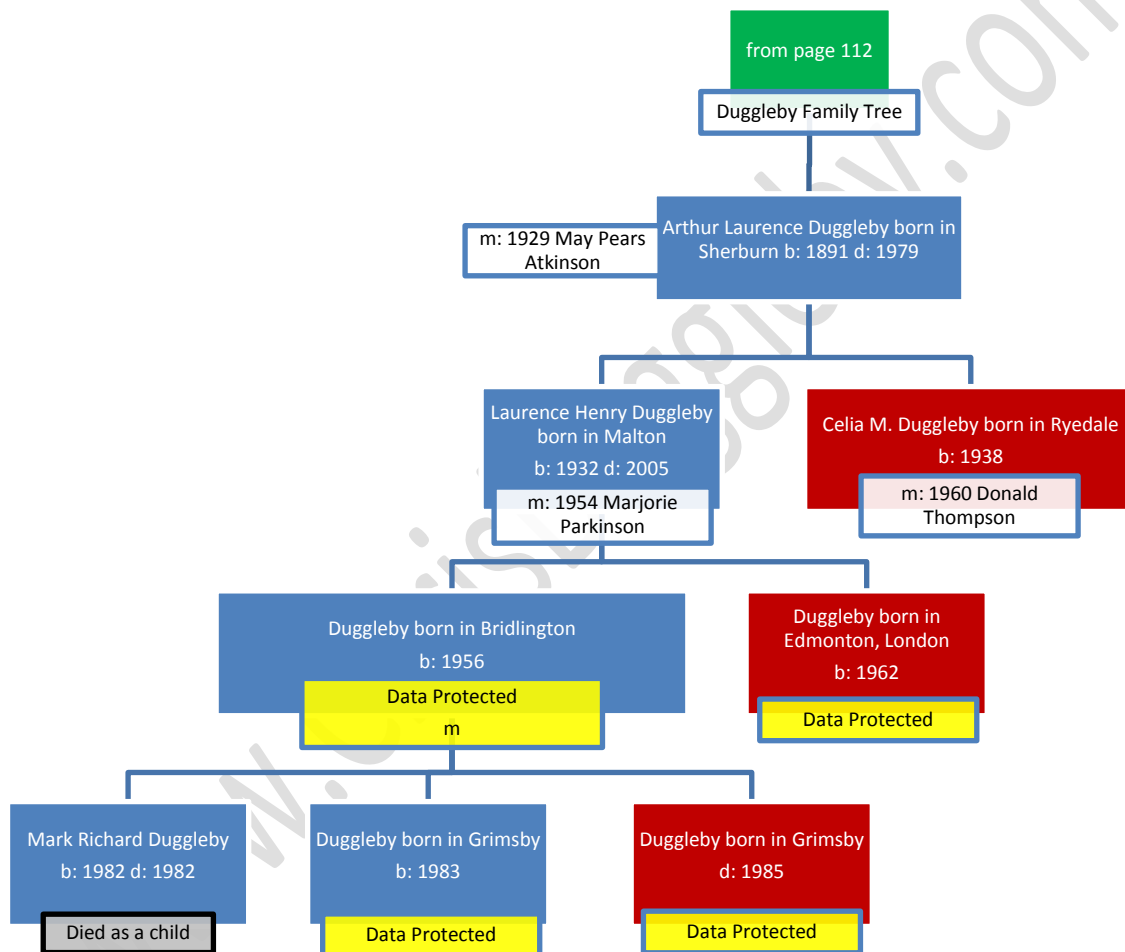 from page 112
Duggleby Family Tree
Arthur Laurence Duggleby born in
Sherburn b: 1891 d: 1979
m: 1929 May Pears
Atkinson
Laurence Henry Duggleby
born in Malton
b: 1932 d: 2005
m: 1954 Marjorie
Parkinson
Celia M. Duggleby born in Ryedale
b: 1938
m: 1960 Donald
Thompson
Duggleby born in Bridlington
b: 1956
Data Protected
m
Duggleby born in
Edmonton, London
b: 1962
Data Protected
Mark Richard Duggleby
b: 1982 d: 1982
Died as a child
Duggleby born in Grimsby
b: 1983
Data Protected
Duggleby born in Grimsby
d: 1985
Data Protected